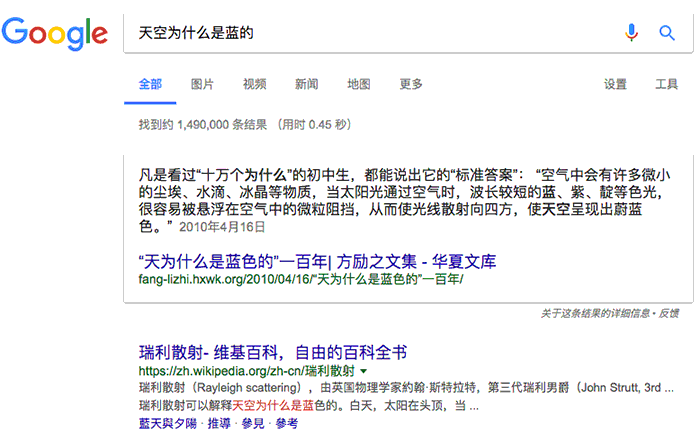 Google
天空为什么是蓝的
全部 图片 视频 新闻 地图 更多 设置 工具
找到约 1,490,000 条结果 （用时 0.45 秒）
凡是看过“十万个为什么”的初中生，都能说出它的“标准答案”： “空气中会有许多微小
的尘埃、水滴、冰晶等物质，当太阳光通过空气时，波长较短的蓝、紫、靛等色光，
很容易被悬浮在空气中的微粒阻挡，从而使光线散射向四方，使天空呈现出蔚蓝
色。” 2010年4月16日
“天为什么是蓝色的”一百年| 方励之文集 - 华夏文库
fang-lizhi.hxwk.org/2010/04/16/“天为什么是蓝色的”一百年/
关于这条结果的详细信息 • 反馈
瑞利散射- 维基百科，自由的百科全书
https://zh.wikipedia.org/zh-cn/瑞利散射
瑞利散射（Rayleigh scattering），由英国物理学家約翰·斯特拉特，第三代瑞利男爵（John Strutt, 3rd ...
瑞利散射可以解释天空为什么是蓝色的。白天，太阳在头顶，当 ...
藍天與夕陽 · 推導 · 參見 · 參考